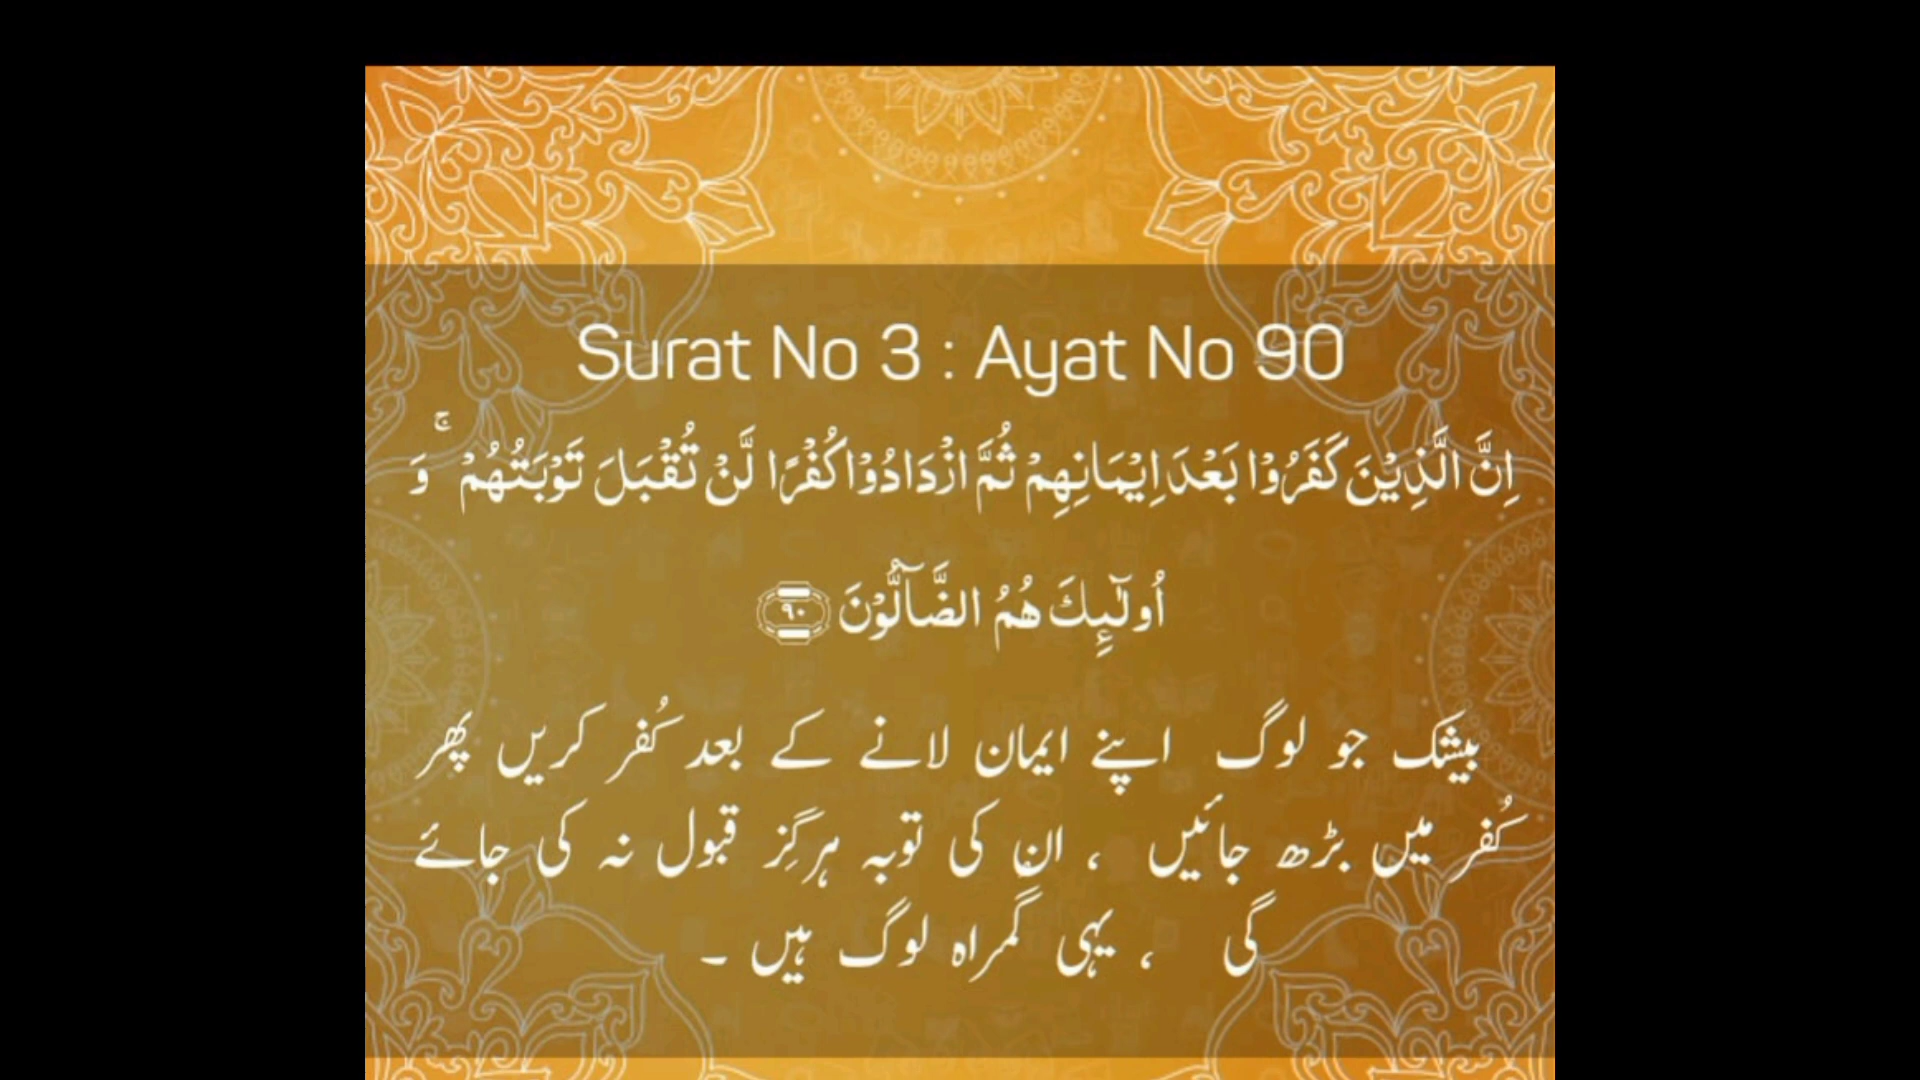 Surat No 3 : Ayat No 90
اِنَّ الَّذِیۡنَ کَفَرُوۡا بَعۡدَ اِیۡمَانِہِمۡ ثُمَّ ازۡدَادُوۡا کُفۡرًا لَّنۡ تُقۡبَلَ تَوۡبَتُہُمۡ ۚ وَ
اُولٰٓئِکَ ہُمُ الضَّآلُّوۡنَ ﴿۹۰﴾
بیشک جو لوگ اپنے ایمان لانے کے بعد کُفر کریں پھر
کُفر میں بڑھ جائیں ، ان کی توبہ ہرگِز قبول نہ کی جائے
گی ، یہی گمراہ لوگ ہیں ۔